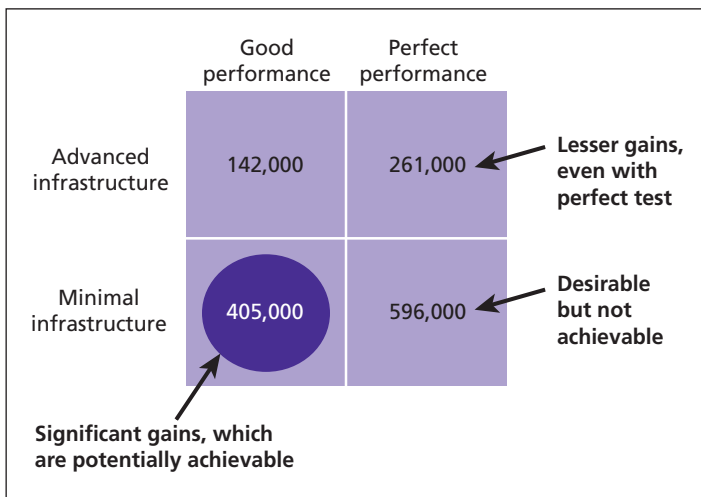 Good
performance
Perfect
performance
Advanced
infrastructure
142,000
261,000
Lesser gains,
even with
perfect test
Minimal
infrastructure
405,000
596,000
Desirable
but not
achievable
Significant gains, which
are potentially achievable